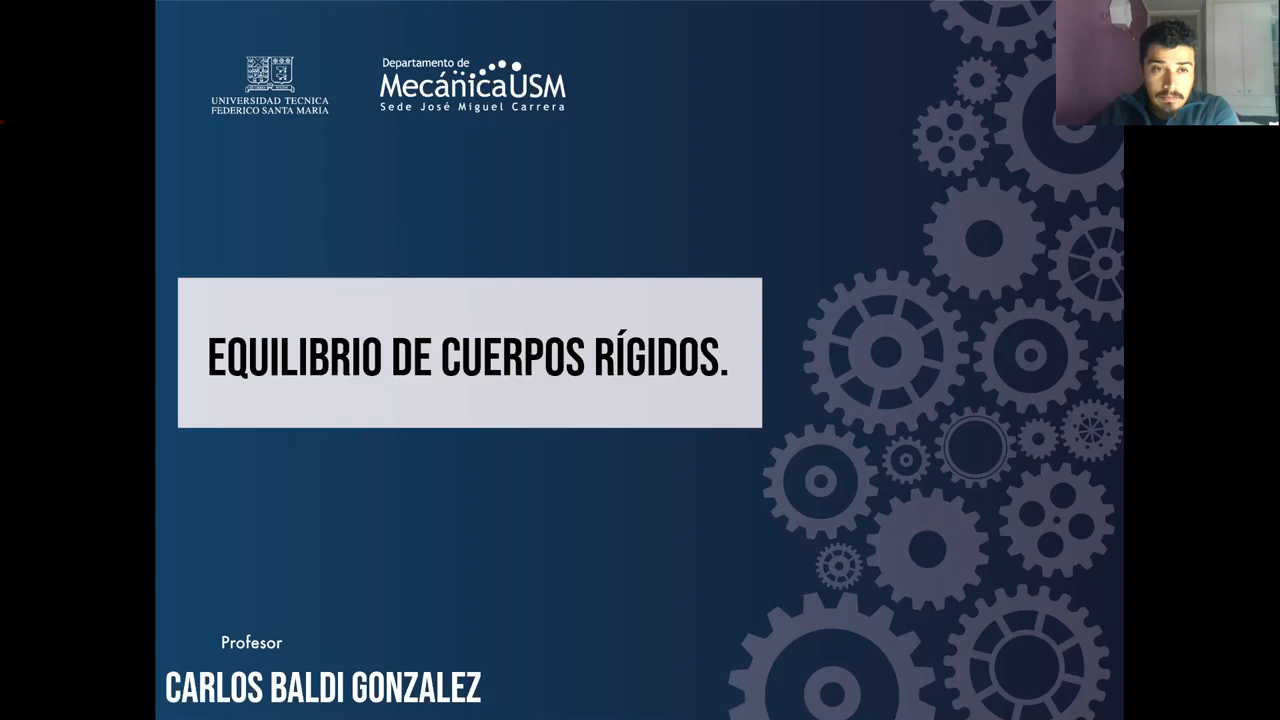 UNIVERSIDAD TECNICA
FEDERICO SANTA MARIA
Departamento de
MecánicaUSM
Sede José Miguel Carrera
EQUILIBRIO DE CUERPOS RÍGIDOS.
Profesor
CARLOS BALDI GONZALEZ